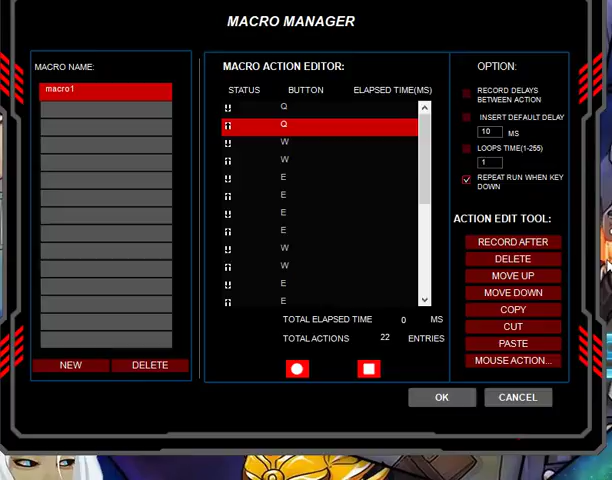 MACRO MANAGER
MACRO NAME:
macro1
NEW DELETE
MACRO ACTION EDITOR:
STATUS BUTTON ELAPSED TIME(MS)
Q
Q
W
W
E
E
E
E
W
W
E
E
TOTAL ELAPSED TIME 0 MS
TOTAL ACTIONS 22 ENTRIES
OPTION:
RECORD DELAYS
BETWEEN ACTION
INSERT DEFAULT DELAY
10 MS
LOOPS TIME(1-255)
1
REPEAT RUN WHEN KEY
DOWN
ACTION EDIT TOOL:
RECORD AFTER
DELETE
MOVE UP
MOVE DOWN
COPY
CUT
PASTE
MOUSE ACTION...
OK CANCEL